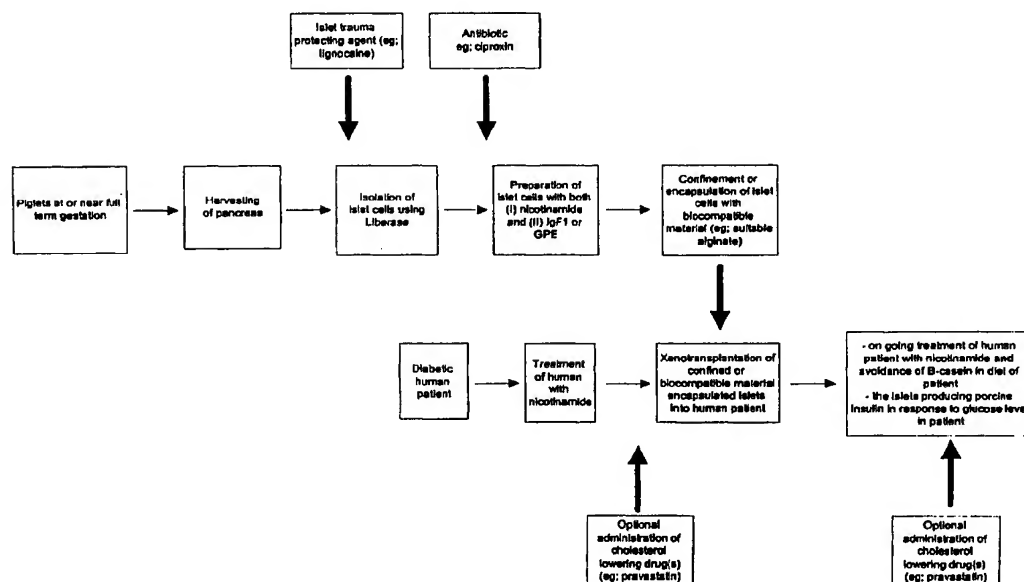 Islet trauma
protecting agent (eg;
lignocaine)
Antibiotic
eg; ciproxin
Piglets at or near full
term gestation
Harvesting
of pancreas
Isolation of
islet cells using
Liberase
Preparation of
islet cells with both
(i) nicotinamide
and (ii) IgF1 or
GPE
Confinement or
encapsulation of islet
cells with
biocompatible
material (eg; suitable
alginate)
Diabetic
human
patient
Treatment
of human
with
nicotinamide
Xenotransplantation of
confined or
biocompatible material
encapsulated islets
into human patient
- on going treatment of human
patient with nicotinamide and
avoidance of B-casein in diet of
patient
- the islets producing porcine
insulin in response to glucose level
in patient
Optional
administration of
cholesterol
lowering drug(s)
(eg; pravastatin)
Optional
administration of
cholesterol
lowering drug(s)
(eg; pravastatin)